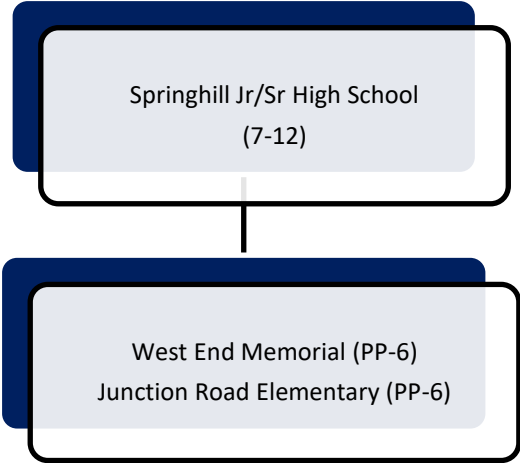 Springhill Jr/Sr High School
(7-12)
West End Memorial (PP-6)
Junction Road Elementary (PP-6)